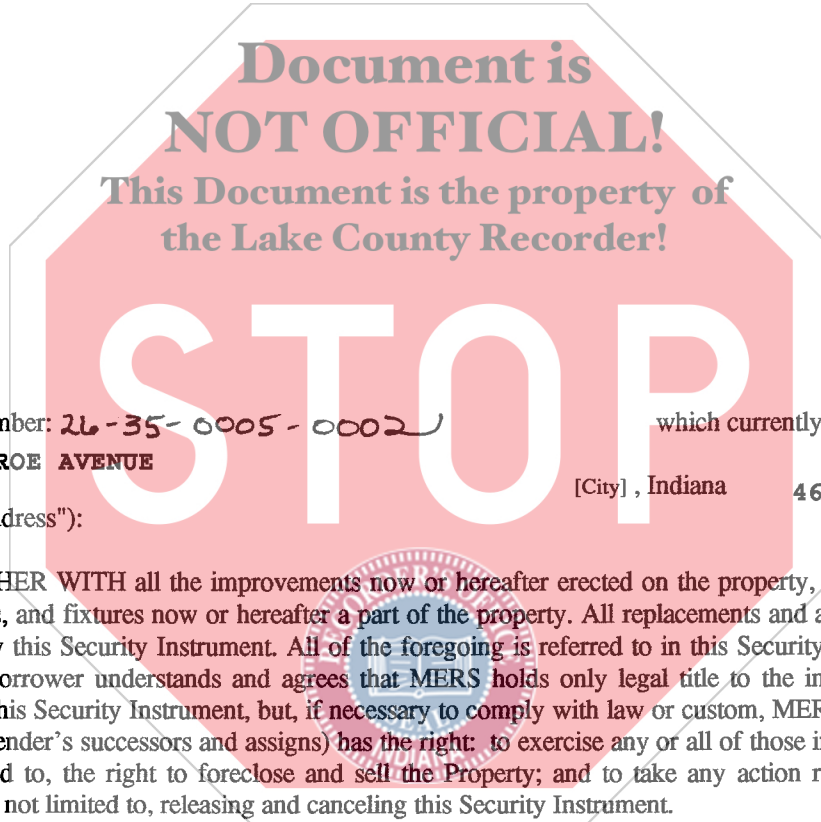 Document is
NOT OFFICIAL!
This Document is the property of
the Lake County Recorder!
STOP
mber: 26-35-0005-0002 which currently
ROE AVENUE
[City] , Indiana 46
dress"):
HER WITH all the improvements now or hereafter erected on the property,
s, and fixtures now or hereafter a part of the property. All replacements and a
y this Security Instrument. All of the foregoing is referred to in this Security
orrower understands and agrees that MERS holds only legal title to the in
his Security Instrument, but, if necessary to comply with law or custom, MER
ender's successors and assigns) has the right: to exercise any or all of those i
d to, the right to foreclose and sell the Property; and to take any action r
not limited to, releasing and canceling this Security Instrument.
RECORDER'S OFFICE
SEAL
INDIANA